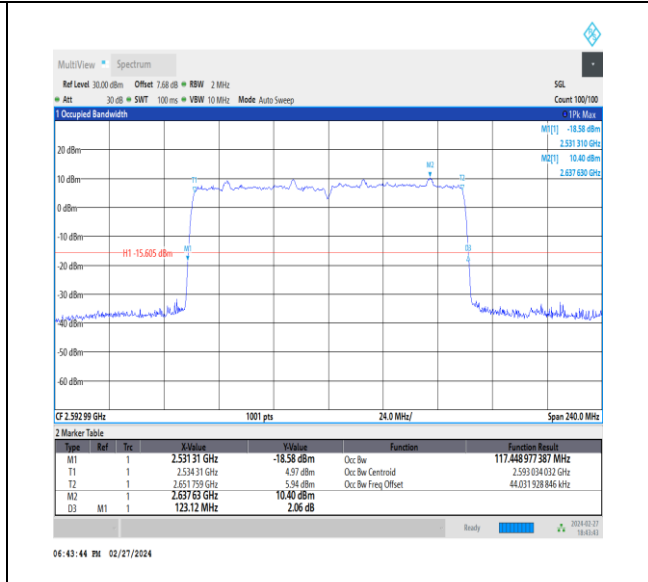 MultiView Spectrum
Ref Level 30.00 dBm Offset 7.68 dB RBW 2 MHz SGL
Att 30 dB SWT 100 ms VBW 10 MHz Mode Auto Sweep Count 100/100
1 Occupied Bandwidth 1Pk Max
M1[1] -18.58 dBm
2.531 310 GHz
M2[1] 10.40 dBm
2.637 630 GHz
20 dBm
M2
10 dBm
T1
0 dBm
-10 dBm
M1
D3
H1 -15.605 dBm
-20 dBm
-30 dBm
-40 dBm
-50 dBm
-60 dBm
CF 2.592 99 GHz 1001 pts 24.0 MHz/ Span 240.0 MHz
2 Marker Table
Type Ref Trc X-Value Y-Value Function Function Result
M1 1 2.531 31 GHz -18.58 dBm Occ Bw 117.448 977 387 MHz
T1 1 2.534 31 GHz 4.97 dBm Occ Bw Centroid 2.593 034 032 GHz
T2 1 2.651 759 GHz 5.94 dBm Occ Bw Freq Offset 44.031 928 846 kHz
M2 1 2.637 63 GHz 10.40 dBm
D3 M1 1 123.12 MHz 2.06 dB
Ready 2024-02-27
18:43:43
06:43:44 PM 02/27/2024